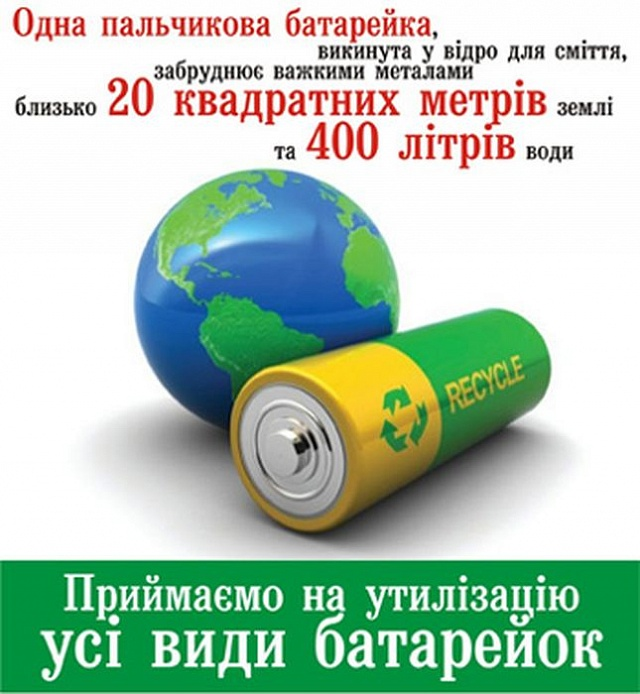 Одна пальчикова батарейка,
викинута у відро для сміття,
забруднює важкими металами
близько 20 квадратних метрів землі
та 400 літрів води
RECYCLE
Приймаємо на утилізацію
усі види батарейок